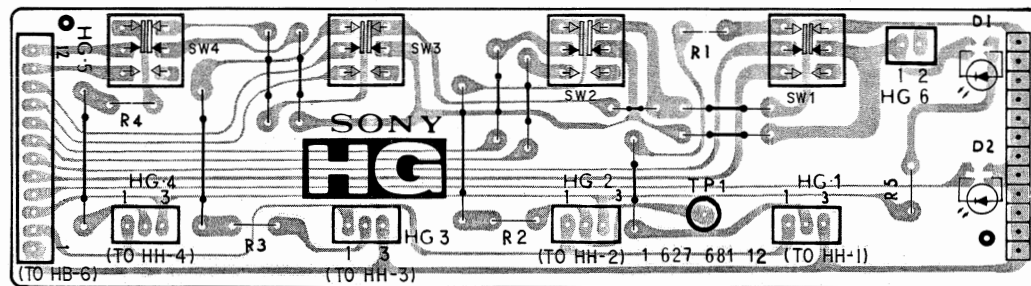 D1
HG·5
12
SW4
SW3
SW2
R1
SW1
1 2
HG 6
R4
SONY
HG
D2
HG·4
1 3
HG·2
1 3
TP1
HG·1
1 3
R5
R3
HG 3
1 3
R2
1
(TO HB-6)
(TO HH-4)
(TO HH-3)
(TO HH-2)
1 627 681 12
(TO HH-1)